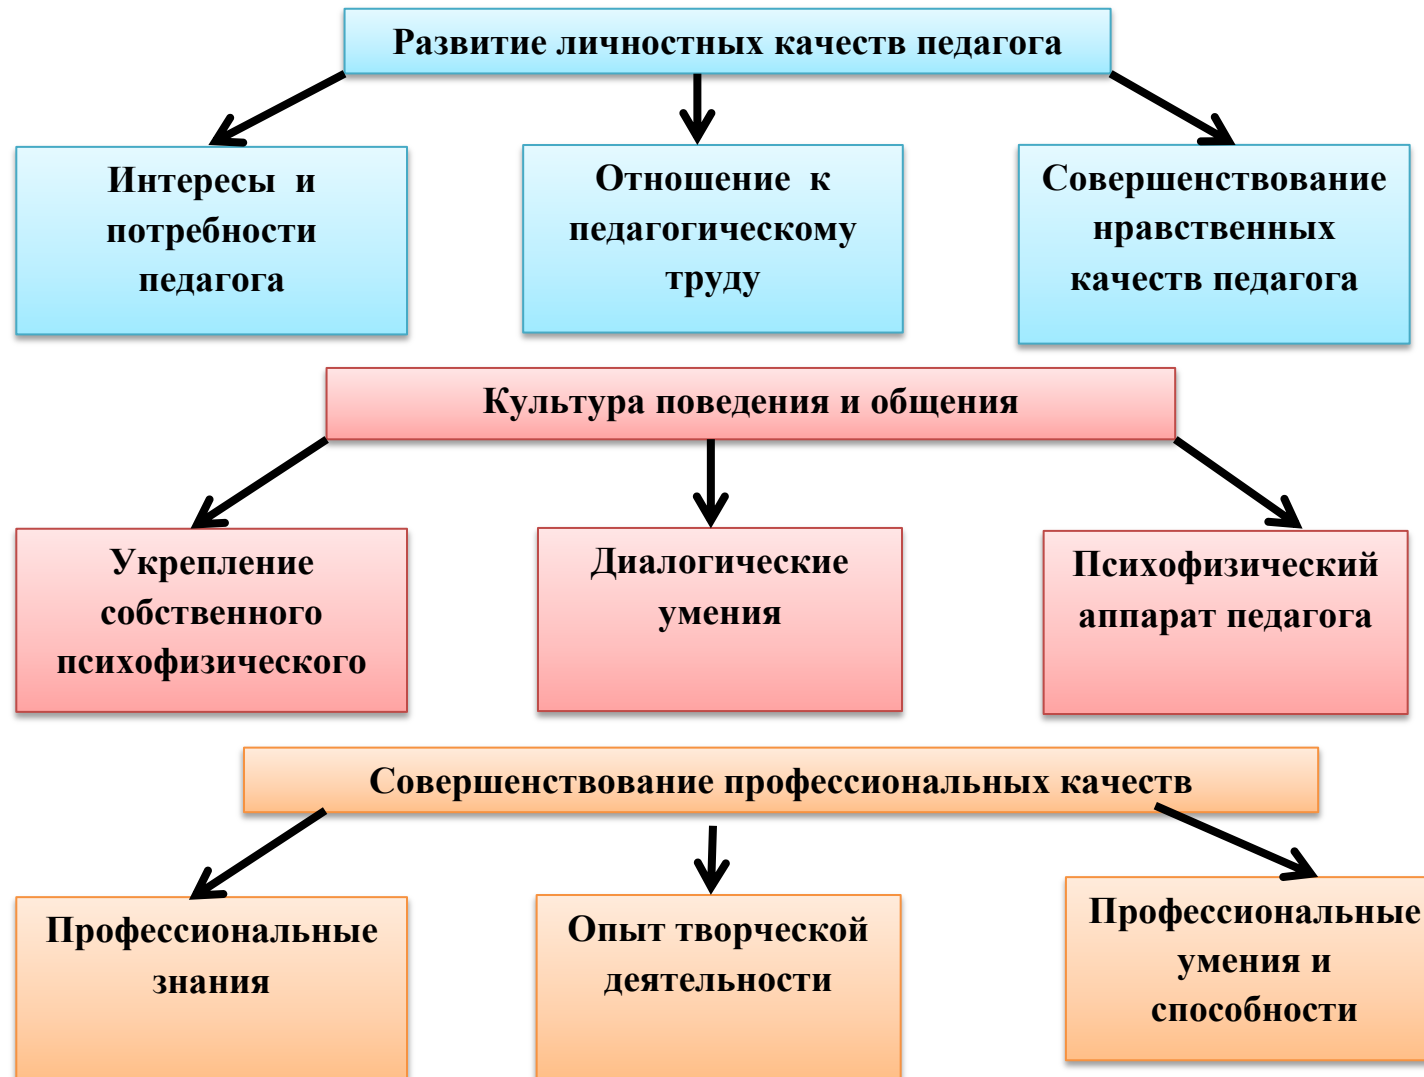 Развитие личностных качеств педагога
Интересы и
потребности
педагога
Отношение к
педагогическому
труду
Совершенствование
нравственных
качеств педагога
Культура поведения и общения
Укрепление
собственного
психофизического
Диалогические
умения
Психофизический
аппарат педагога
Совершенствование профессиональных качеств
Профессиональные
знания
Опыт творческой
деятельности
Профессиональные
умения и
способности